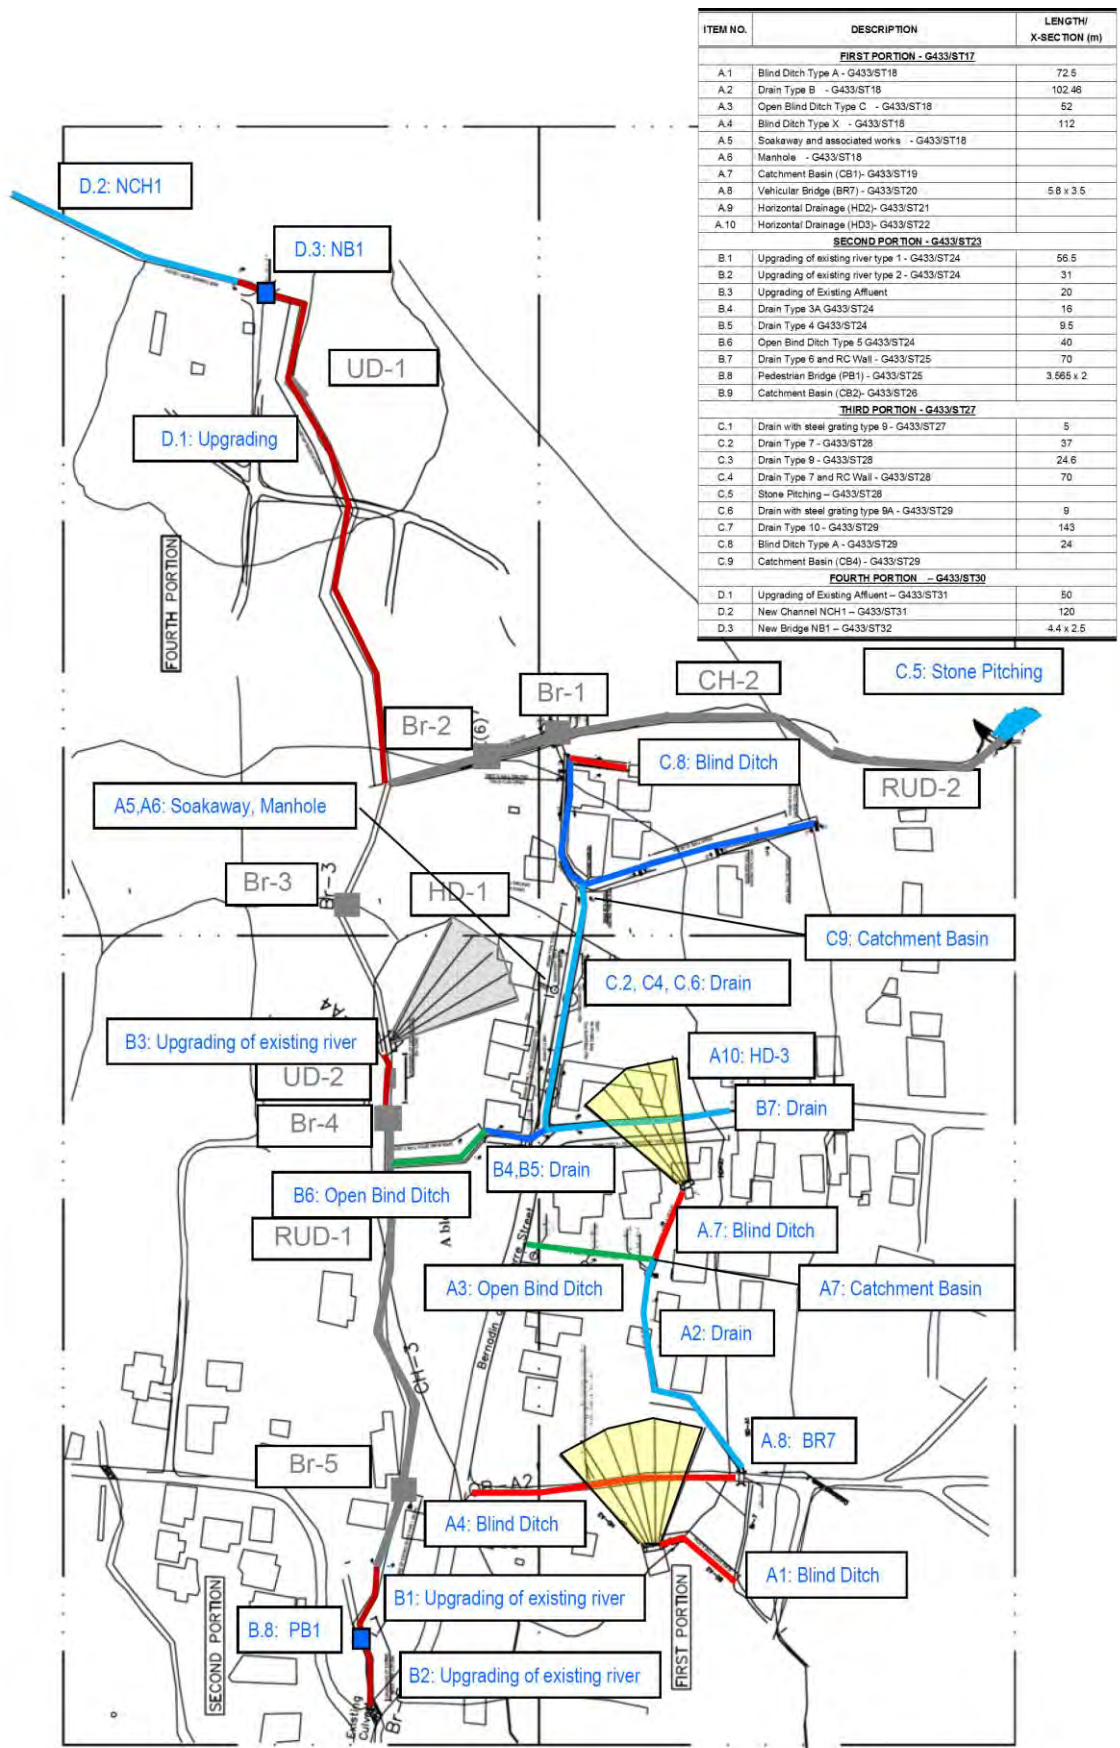 ITEM NO. DESCRIPTION LENGTH/ X-SECTION (m)
FIRST PORTION - G433/ST17
A.1 Blind Ditch Type A - G433/ST18 72.5
A.2 Drain Type B - G433/ST18 102.46
A.3 Open Blind Ditch Type C - G433/ST18 52
A.4 Blind Ditch Type X - G433/ST18 112
A.5 Soakaway and associated works - G433/ST18
A.6 Manhole - G433/ST18
A.7 Catchment Basin (CB1)- G433/ST19
A.8 Vehicular Bridge (BR7) - G433/ST20 5.8 x 3.5
A.9 Horizontal Drainage (HD2)- G433/ST21
A.10 Horizontal Drainage (HD3)- G433/ST22
SECOND PORTION - G433/ST23
B.1 Upgrading of existing river type 1 - G433/ST24 56.5
B.2 Upgrading of existing river type 2 - G433/ST24 31
B.3 Upgrading of Existing Affluent 20
B.4 Drain Type 3A G433/ST24 16
B.5 Drain Type 4 G433/ST24 9.5
B.6 Open Bind Ditch Type 5 G433/ST24 40
B.7 Drain Type 6 and RC Wall - G433/ST25 70
B.8 Pedestrian Bridge (PB1) - G433/ST25 3.565 x 2
B.9 Catchment Basin (CB2)- G433/ST26
THIRD PORTION - G433/ST27
C.1 Drain with steel grating type 9 - G433/ST27 5
C.2 Drain Type 7 - G433/ST28 37
C.3 Drain Type 9 - G433/ST28 24.6
C.4 Drain Type 7 and RC Wall - G433/ST28 70
C.5 Stone Pitching – G433/ST28
C.6 Drain with steel grating type 9A - G433/ST29 9
C.7 Drain Type 10 - G433/ST29 143
C.8 Blind Ditch Type A - G433/ST29 24
C.9 Catchment Basin (CB4) - G433/ST29
FOURTH PORTION – G433/ST30
D.1 Upgrading of Existing Affluent – G433/ST31 50
D.2 New Channel NCH1 – G433/ST31 120
D.3 New Bridge NB1 – G433/ST32 4.4 x 2.5
D.2: NCH1
D.3: NB1
UD-1
D.1: Upgrading
FOURTH PORTION
C.5: Stone Pitching
CH-2
Br-1
Br-2
(6)
C.8: Blind Ditch
RUD-2
A5,A6: Soakaway, Manhole
Br-3
Br-3
HD-1
C9: Catchment Basin
C.2, C4, C.6: Drain
A4
B3: Upgrading of existing river
A10: HD-3
UD-2
B7: Drain
Br-4
B4,B5: Drain
B6: Open Bind Ditch
RUD-1
A.7: Blind Ditch
A3: Open Bind Ditch
A7: Catchment Basin
A2: Drain
Bernadin
Street
CH-3
A.8: BR7
Br-5
A2
A4: Blind Ditch
A1: Blind Ditch
B1: Upgrading of existing river
SECOND PORTION
B.8: PB1
FIRST PORTION
B2: Upgrading of existing river
Existing